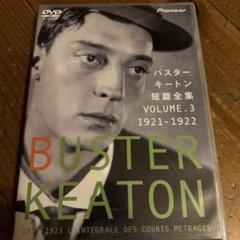 DVD
Pioneer
バスター
キートン
短篇全集
VOLUME.3
1921-1922
BUSTER
KEATON
1917-1923 L'INTEGRALE DES COURTS METRAGES